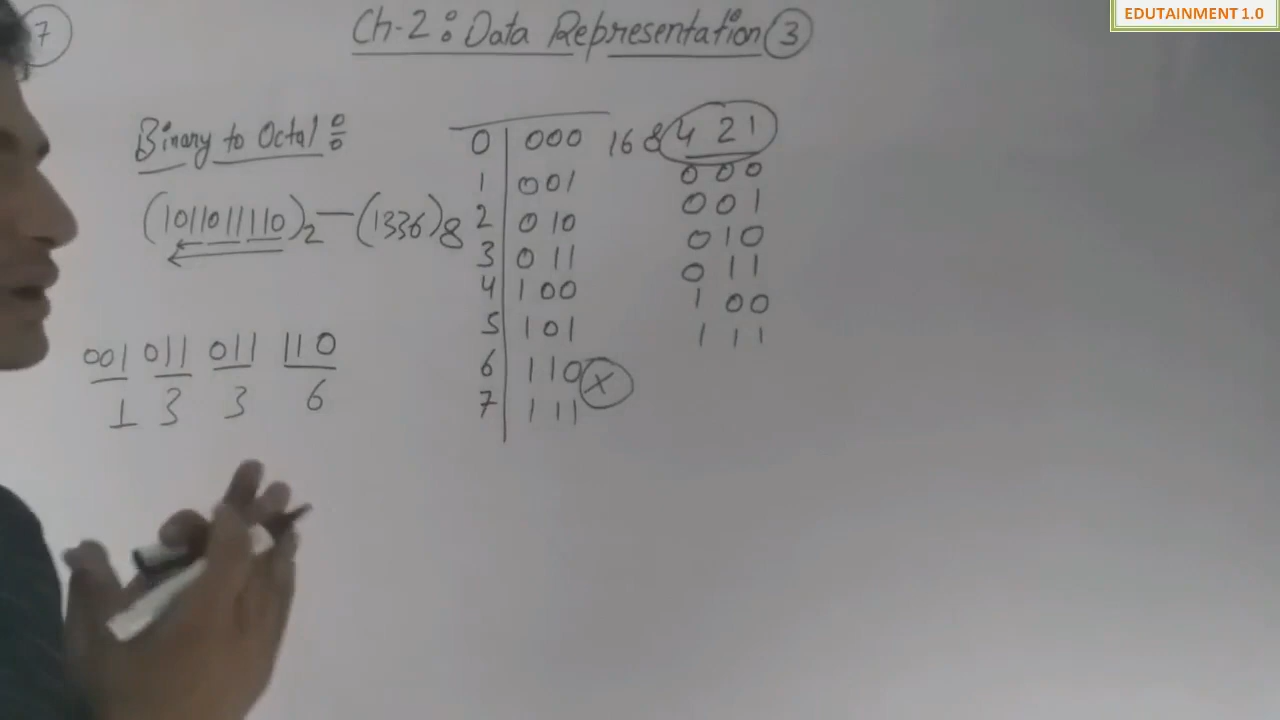 EDUTAINMENT 1.0
7
Ch-2 : Data Representation 3
Binary to Octal :
(1011011110)2 — (1336)8
001 011 011 110
1 3 3 6
0 | 000
1 | 001
2 | 010
3 | 011
4 | 100
5 | 101
6 | 110 X
7 | 111
16 8 4 2 1
0 0 0
0 0 1
0 1 0
0 1 1
1 0 0
1 1 1